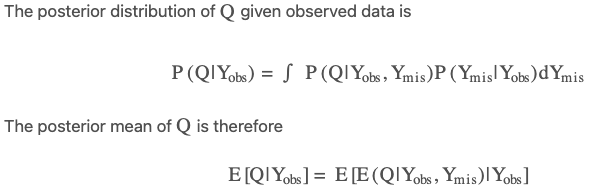 The posterior distribution of Q given observed data is
P (Q|Y_obs) = ∫ P (Q|Y_obs, Y_mis)P (Y_mis|Y_obs)dY_mis
The posterior mean of Q is therefore
E [Q|Y_obs] = E [E (Q|Y_obs, Y_mis)|Y_obs]